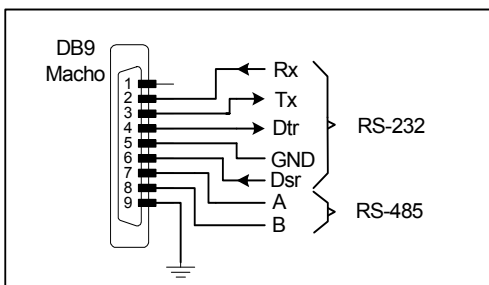 DB9
Macho
1
2
3
4
5
6
7
8
9
Rx
Tx
Dtr
GND
Dsr
A
B
RS-232
RS-485